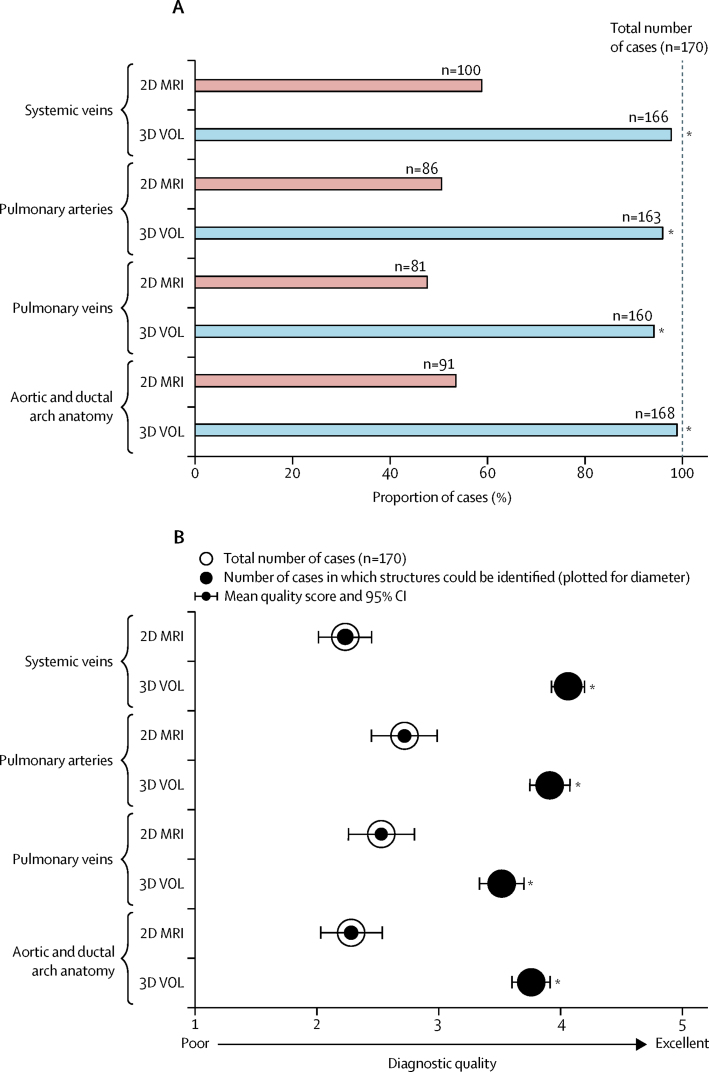 A
Total number
of cases (n=170)
n=100
2D MRI
Systemic veins
n=166
3D VOL
*
n=86
2D MRI
Pulmonary arteries
n=163
3D VOL
*
n=81
2D MRI
Pulmonary veins
n=160
3D VOL
*
n=91
2D MRI
Aortic and ductal
arch anatomy
n=168
3D VOL
*
0 20 40 60 80 100
Proportion of cases (%)
B
Total number of cases (n=170)
Number of cases in which structures could be identified (plotted for diameter)
Mean quality score and 95% CI
2D MRI
Systemic veins
3D VOL
*
2D MRI
Pulmonary arteries
3D VOL
*
2D MRI
Pulmonary veins
3D VOL
*
2D MRI
Aortic and ductal
arch anatomy
3D VOL
*
1 2 3 4 5
Poor Excellent
Diagnostic quality